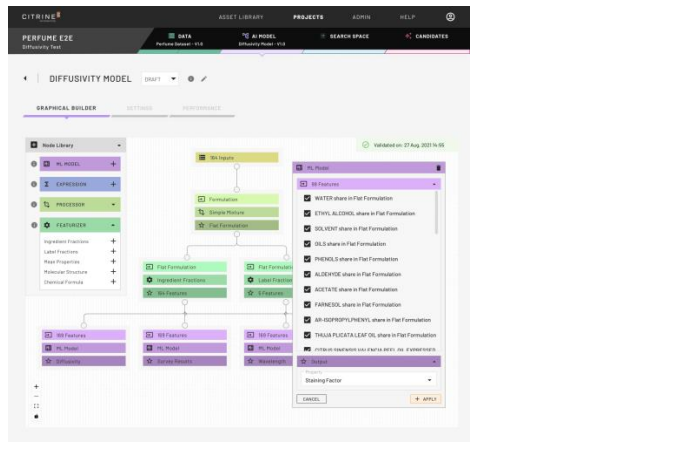 CITRINE
ASSET LIBRARY
PROJECTS
ADMIN
HELP
PERFUME E2E
Diffusivity Test
DATA
Perfume Dataset - V1.0
AI MODEL
Diffusivity Model - V1.0
SEARCH SPACE
CANDIDATES
DIFFUSIVITY MODEL
DRAFT
GRAPHICAL BUILDER
SETTINGS
PERFORMANCE
Node Library
Validated on: 27 Aug, 2021 14:55
ML MODEL
EXPRESSION
PROCESSOR
FEATURIZER
Ingredient Fractions
Label Fractions
Mean Properties
Molecular Structure
Chemical Formula
164 Inputs
Formulation
Simple Mixture
Flat Formulation
Flat Formulation
Ingredient Fractions
164 Features
Flat Formulati
Label Fraction
5 Features
169 Features
ML Model
Diffusivity
169 Features
ML Model
Survey Results
169 Features
ML Model
Wavelength
ML Model
WATER share in Flat Formulation
ETHYL ALCOHOL share in Flat Formulation
SOLVENT share in Flat Formulation
OILS share in Flat Formulation
PHENOLS share in Flat Formulation
ALDEHYDE share in Flat Formulation
ACETATE share in Flat Formulation
FARNESOL share in Flat Formulation
AR-ISOPROPYLPHENYL share in Flat Formulation
THUJA PLICATA LEAF OIL share in Flat Formulation
Output
Property
Staining Factor
CANCEL
+ APPLY